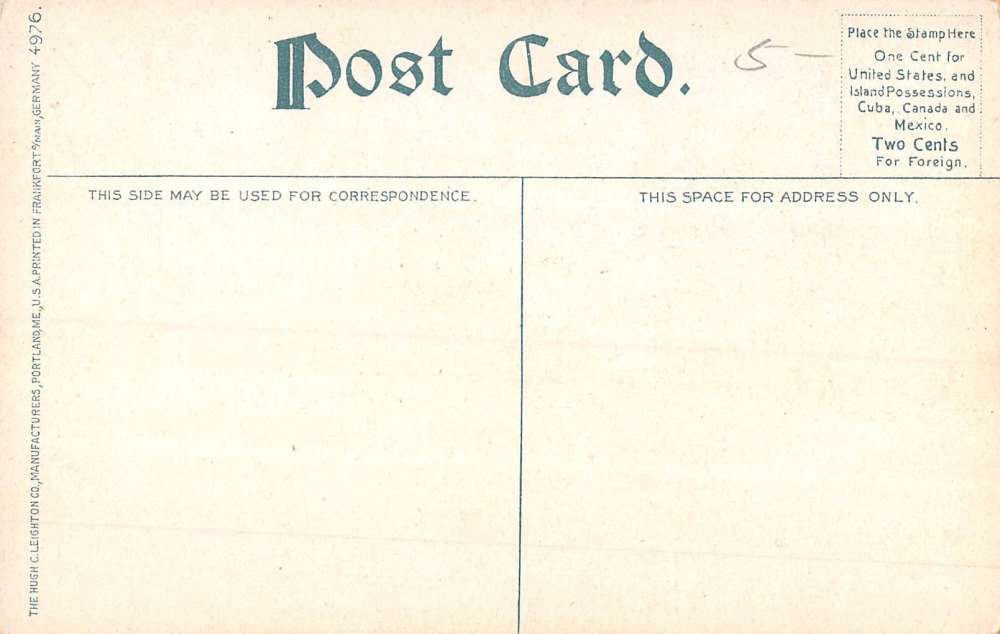 Post Card.
5 —
Place the Stamp Here
One Cent for
United States, and
Island Possessions,
Cuba, Canada and
Mexico.
Two Cents
For Foreign.
THIS SIDE MAY BE USED FOR CORRESPONDENCE.
THIS SPACE FOR ADDRESS ONLY.
THE HUGH C. LEIGHTON CO., MANUFACTURERS, PORTLAND, ME., U.S.A. PRINTED IN FRANKFORT o/MAIN, GERMANY 4976.